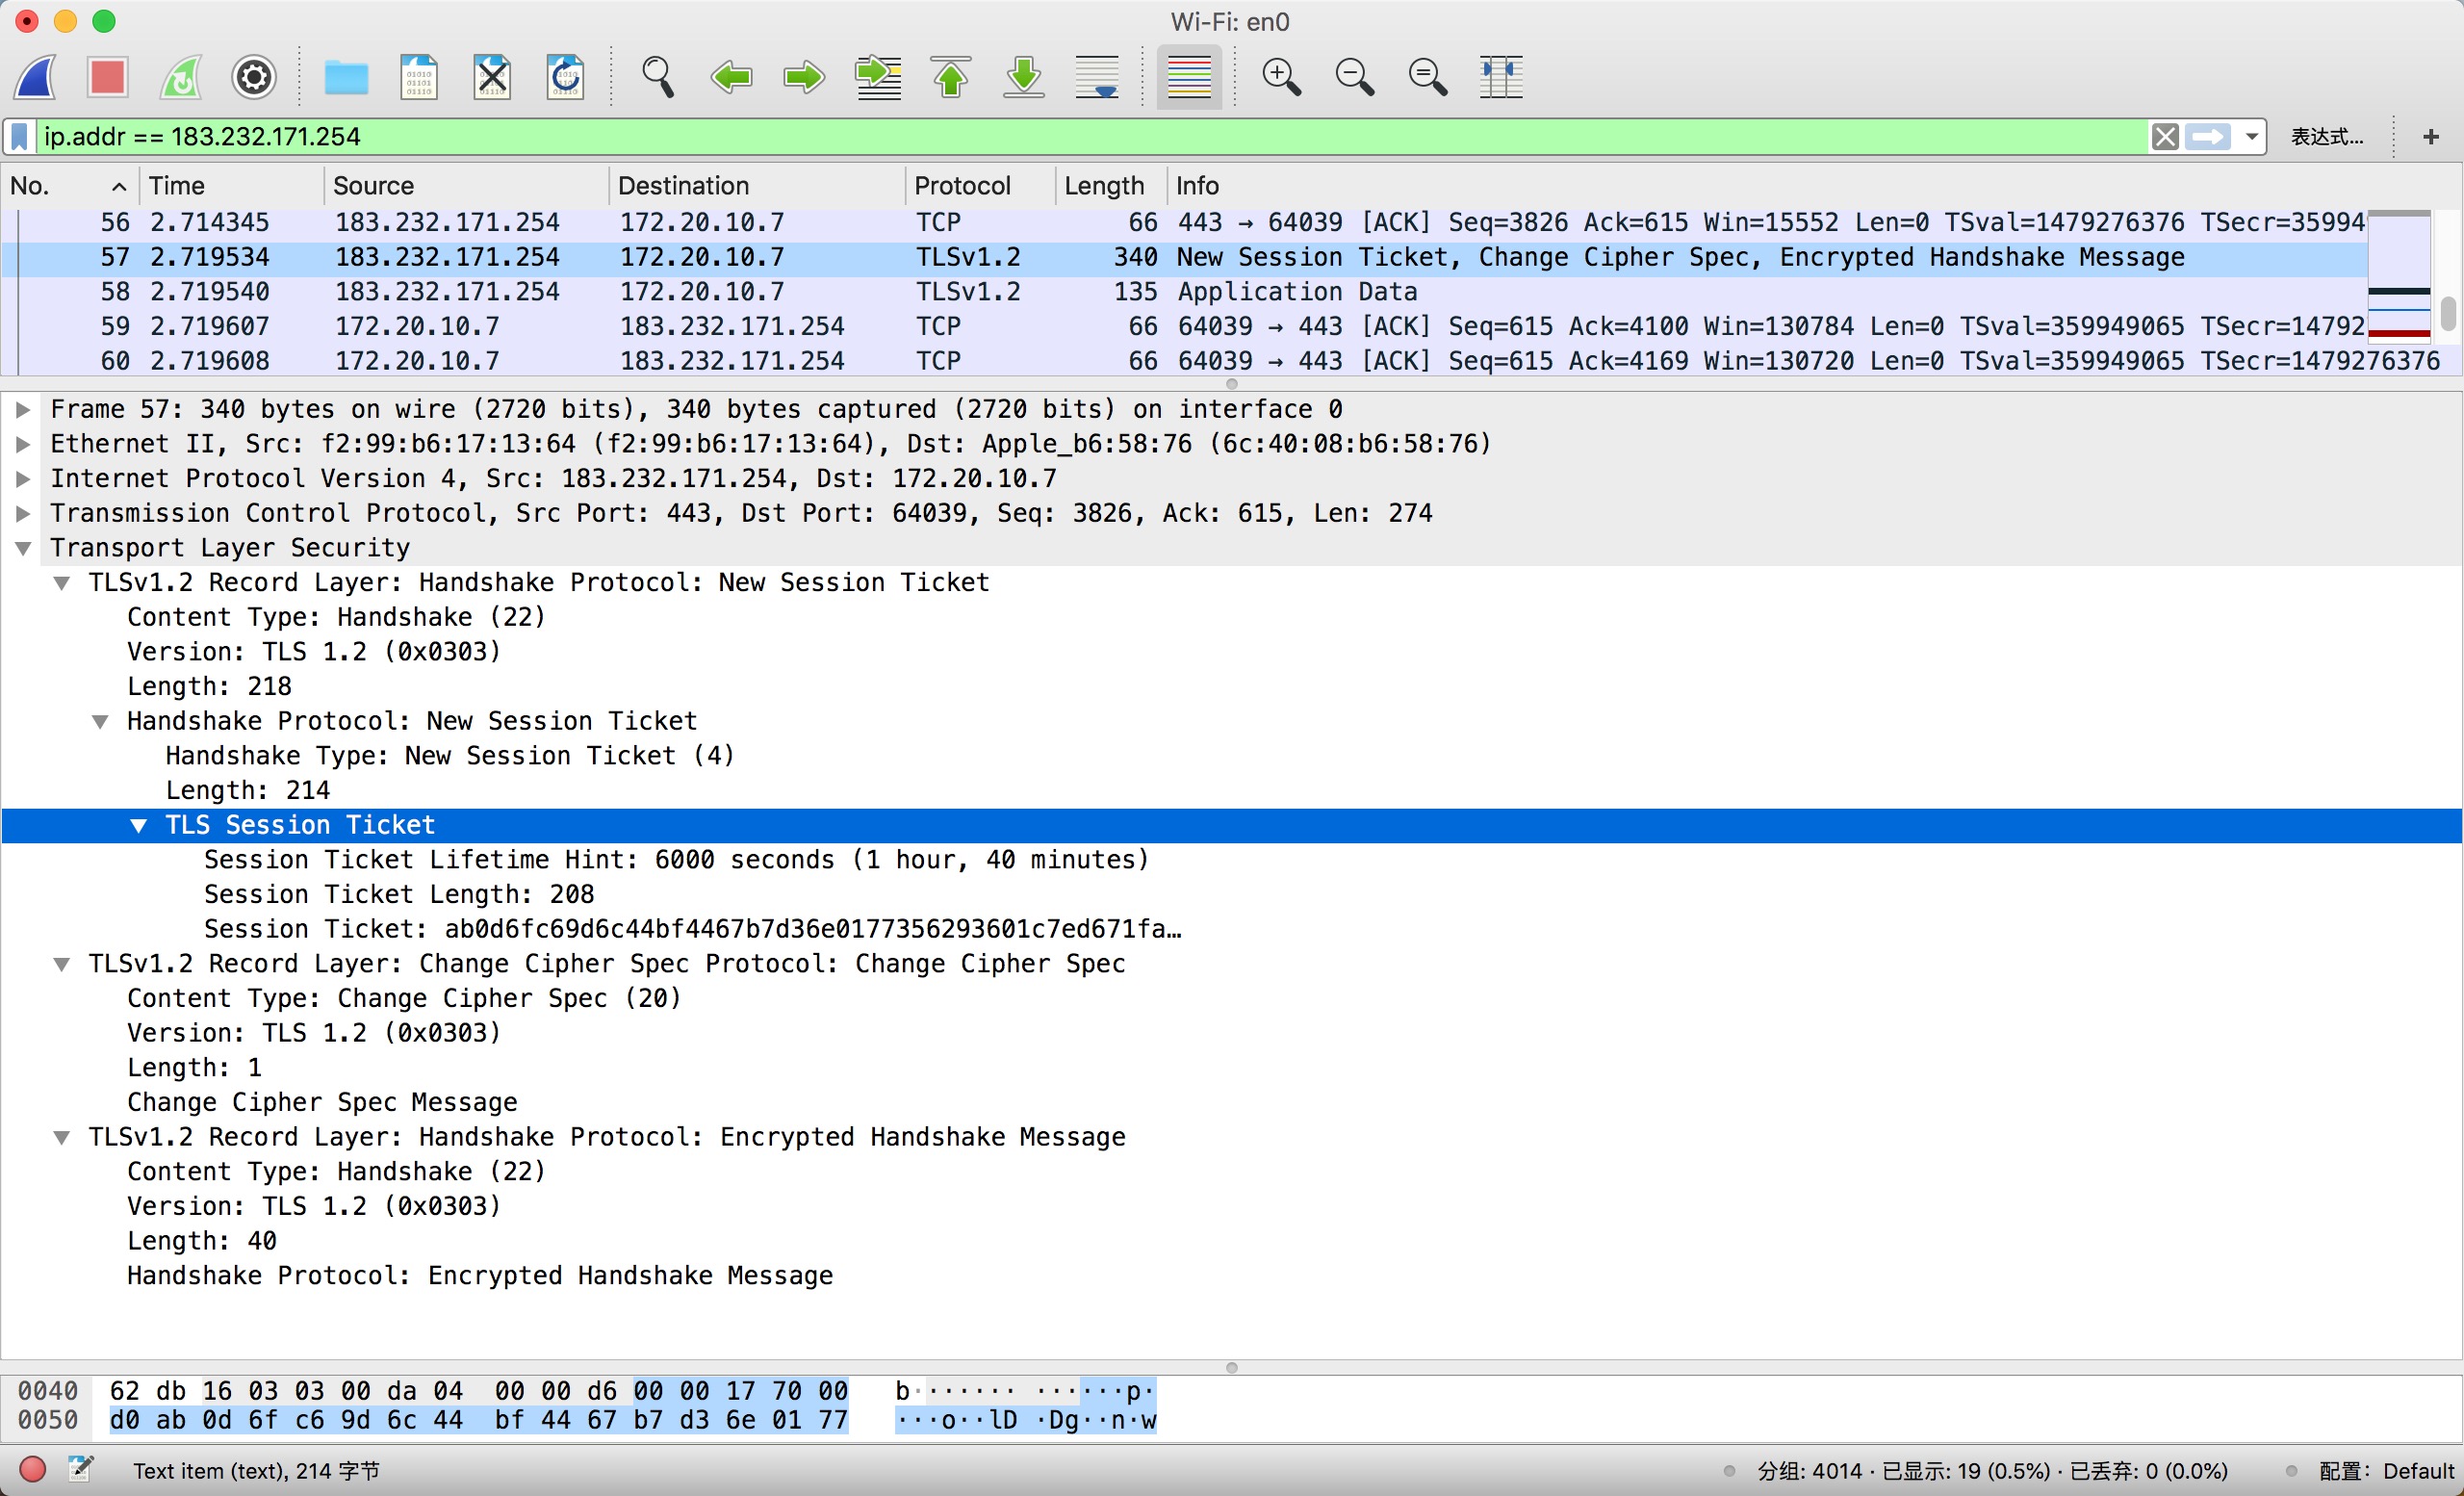 Wi-Fi: en0
ip.addr == 183.232.171.254 表达式… +
No. Time Source Destination Protocol Length Info
56 2.714345 183.232.171.254 172.20.10.7 TCP 66 443 → 64039 [ACK] Seq=3826 Ack=615 Win=15552 Len=0 TSval=1479276376 TSecr=35994
57 2.719534 183.232.171.254 172.20.10.7 TLSv1.2 340 New Session Ticket, Change Cipher Spec, Encrypted Handshake Message
58 2.719540 183.232.171.254 172.20.10.7 TLSv1.2 135 Application Data
59 2.719607 172.20.10.7 183.232.171.254 TCP 66 64039 → 443 [ACK] Seq=615 Ack=4100 Win=130784 Len=0 TSval=359949065 TSecr=14792
60 2.719608 172.20.10.7 183.232.171.254 TCP 66 64039 → 443 [ACK] Seq=615 Ack=4169 Win=130720 Len=0 TSval=359949065 TSecr=1479276376
Frame 57: 340 bytes on wire (2720 bits), 340 bytes captured (2720 bits) on interface 0
Ethernet II, Src: f2:99:b6:17:13:64 (f2:99:b6:17:13:64), Dst: Apple_b6:58:76 (6c:40:08:b6:58:76)
Internet Protocol Version 4, Src: 183.232.171.254, Dst: 172.20.10.7
Transmission Control Protocol, Src Port: 443, Dst Port: 64039, Seq: 3826, Ack: 615, Len: 274
Transport Layer Security
TLSv1.2 Record Layer: Handshake Protocol: New Session Ticket
Content Type: Handshake (22)
Version: TLS 1.2 (0x0303)
Length: 218
Handshake Protocol: New Session Ticket
Handshake Type: New Session Ticket (4)
Length: 214
TLS Session Ticket
Session Ticket Lifetime Hint: 6000 seconds (1 hour, 40 minutes)
Session Ticket Length: 208
Session Ticket: ab0d6fc69d6c44bf4467b7d36e0177356293601c7ed671fa…
TLSv1.2 Record Layer: Change Cipher Spec Protocol: Change Cipher Spec
Content Type: Change Cipher Spec (20)
Version: TLS 1.2 (0x0303)
Length: 1
Change Cipher Spec Message
TLSv1.2 Record Layer: Handshake Protocol: Encrypted Handshake Message
Content Type: Handshake (22)
Version: TLS 1.2 (0x0303)
Length: 40
Handshake Protocol: Encrypted Handshake Message
0040 62 db 16 03 03 00 da 04 00 00 d6 00 00 17 70 00 b······· ······p·
0050 d0 ab 0d 6f c6 9d 6c 44 bf 44 67 b7 d3 6e 01 77 ···o··lD ·Dg··n·w
Text item (text), 214 字节 分组: 4014 · 已显示: 19 (0.5%) · 已丢弃: 0 (0.0%) 配置: Default